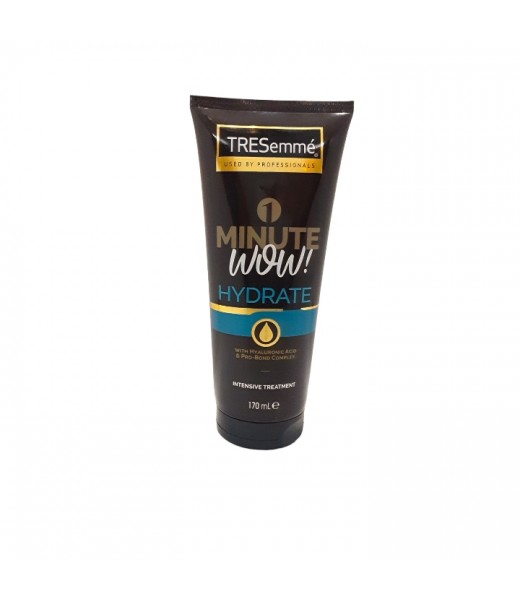 TRESemmé®
USED BY PROFESSIONALS
1
MINUTE
WOW!
HYDRATE
WITH HYALURONIC ACID
& PRO-BOND COMPLEX
INTENSIVE TREATMENT
170 mL ℮